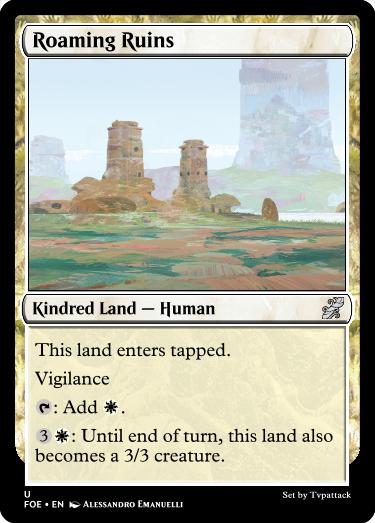 Roaming Ruins
Kindred Land — Human
This land enters tapped.
Vigilance
: Add .
3 : Until end of turn, this land also
becomes a 3/3 creature.
U
FOE • EN Alessandro Emanuelli
Set by Tvpattack